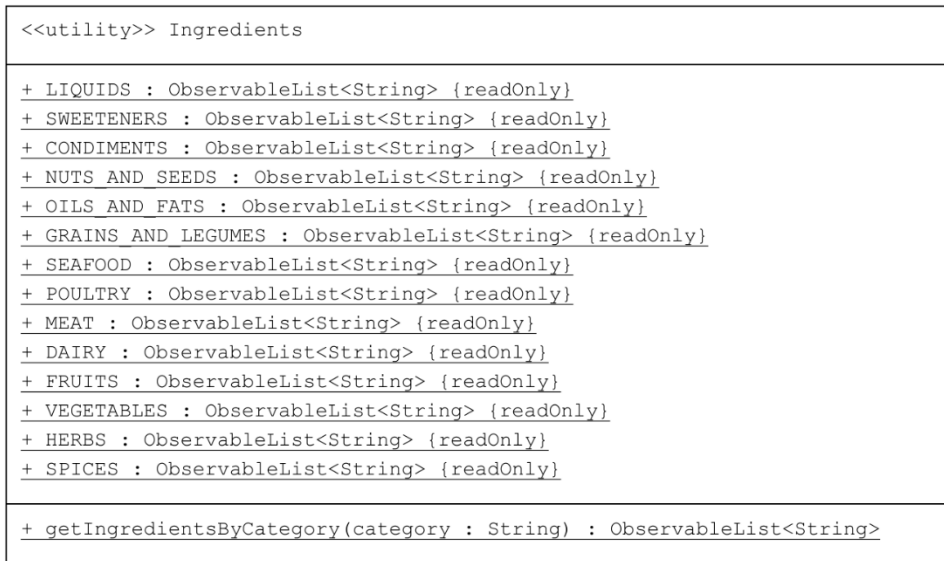 <<utility>> Ingredients
+ LIQUIDS : ObservableList<String> {readOnly}
+ SWEETENERS : ObservableList<String> {readOnly}
+ CONDIMENTS : ObservableList<String> {readOnly}
+ NUTS_AND_SEEDS : ObservableList<String> {readOnly}
+ OILS_AND_FATS : ObservableList<String> {readOnly}
+ GRAINS_AND_LEGUMES : ObservableList<String> {readOnly}
+ SEAFOOD : ObservableList<String> {readOnly}
+ POULTRY : ObservableList<String> {readOnly}
+ MEAT : ObservableList<String> {readOnly}
+ DAIRY : ObservableList<String> {readOnly}
+ FRUITS : ObservableList<String> {readOnly}
+ VEGETABLES : ObservableList<String> {readOnly}
+ HERBS : ObservableList<String> {readOnly}
+ SPICES : ObservableList<String> {readOnly}
+ getIngredientsByCategory(category : String) : ObservableList<String>